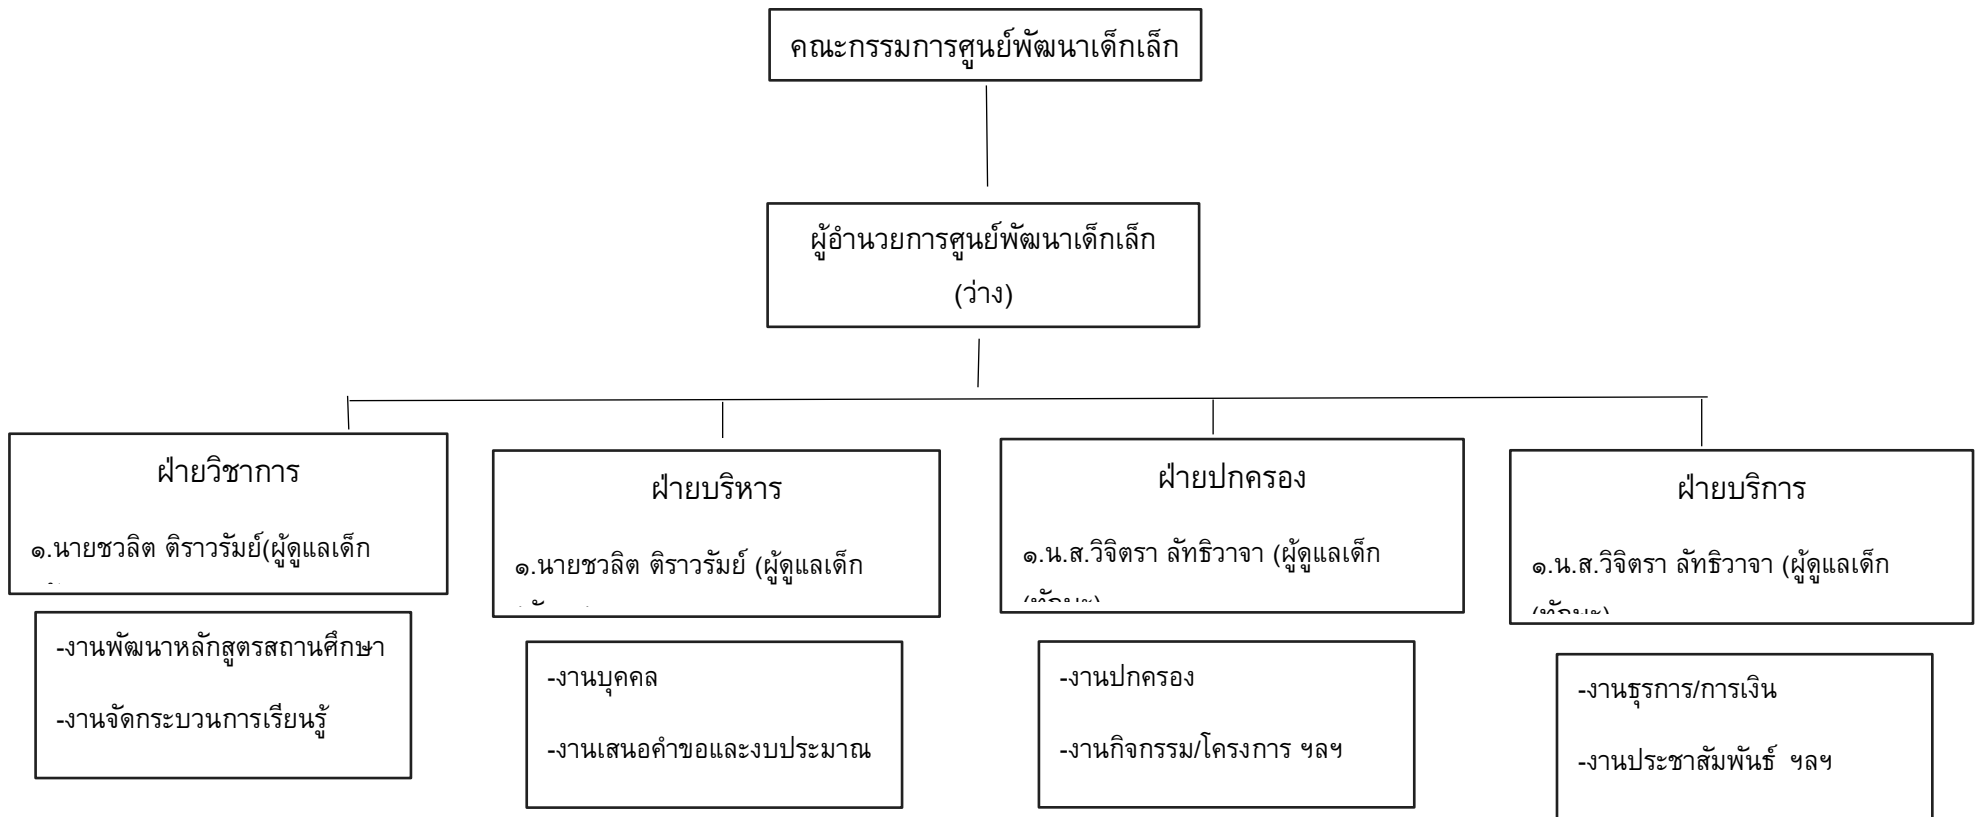 คณะกรรมการศูนย์พัฒนาเด็กเล็ก
ผู้อำนวยการศูนย์พัฒนาเด็กเล็ก
(ว่าง)
ฝ่ายวิชาการ
๑.นายชวลิต ติราวรัมย์(ผู้ดูแลเด็ก
-งานพัฒนาหลักสูตรสถานศึกษา
-งานจัดกระบวนการเรียนรู้
ฝ่ายบริหาร
๑.นายชวลิต ติราวรัมย์ (ผู้ดูแลเด็ก
-งานบุคคล
-งานเสนอคำขอและงบประมาณ
ฝ่ายปกครอง
๑.น.ส.วิจิตรา ลัทธิวาจา (ผู้ดูแลเด็ก
(ทักษะ)
-งานปกครอง
-งานกิจกรรม/โครงการ ฯลฯ
ฝ่ายบริการ
๑.น.ส.วิจิตรา ลัทธิวาจา (ผู้ดูแลเด็ก
(ทักษะ)
-งานธุรการ/การเงิน
-งานประชาสัมพันธ์ ฯลฯ